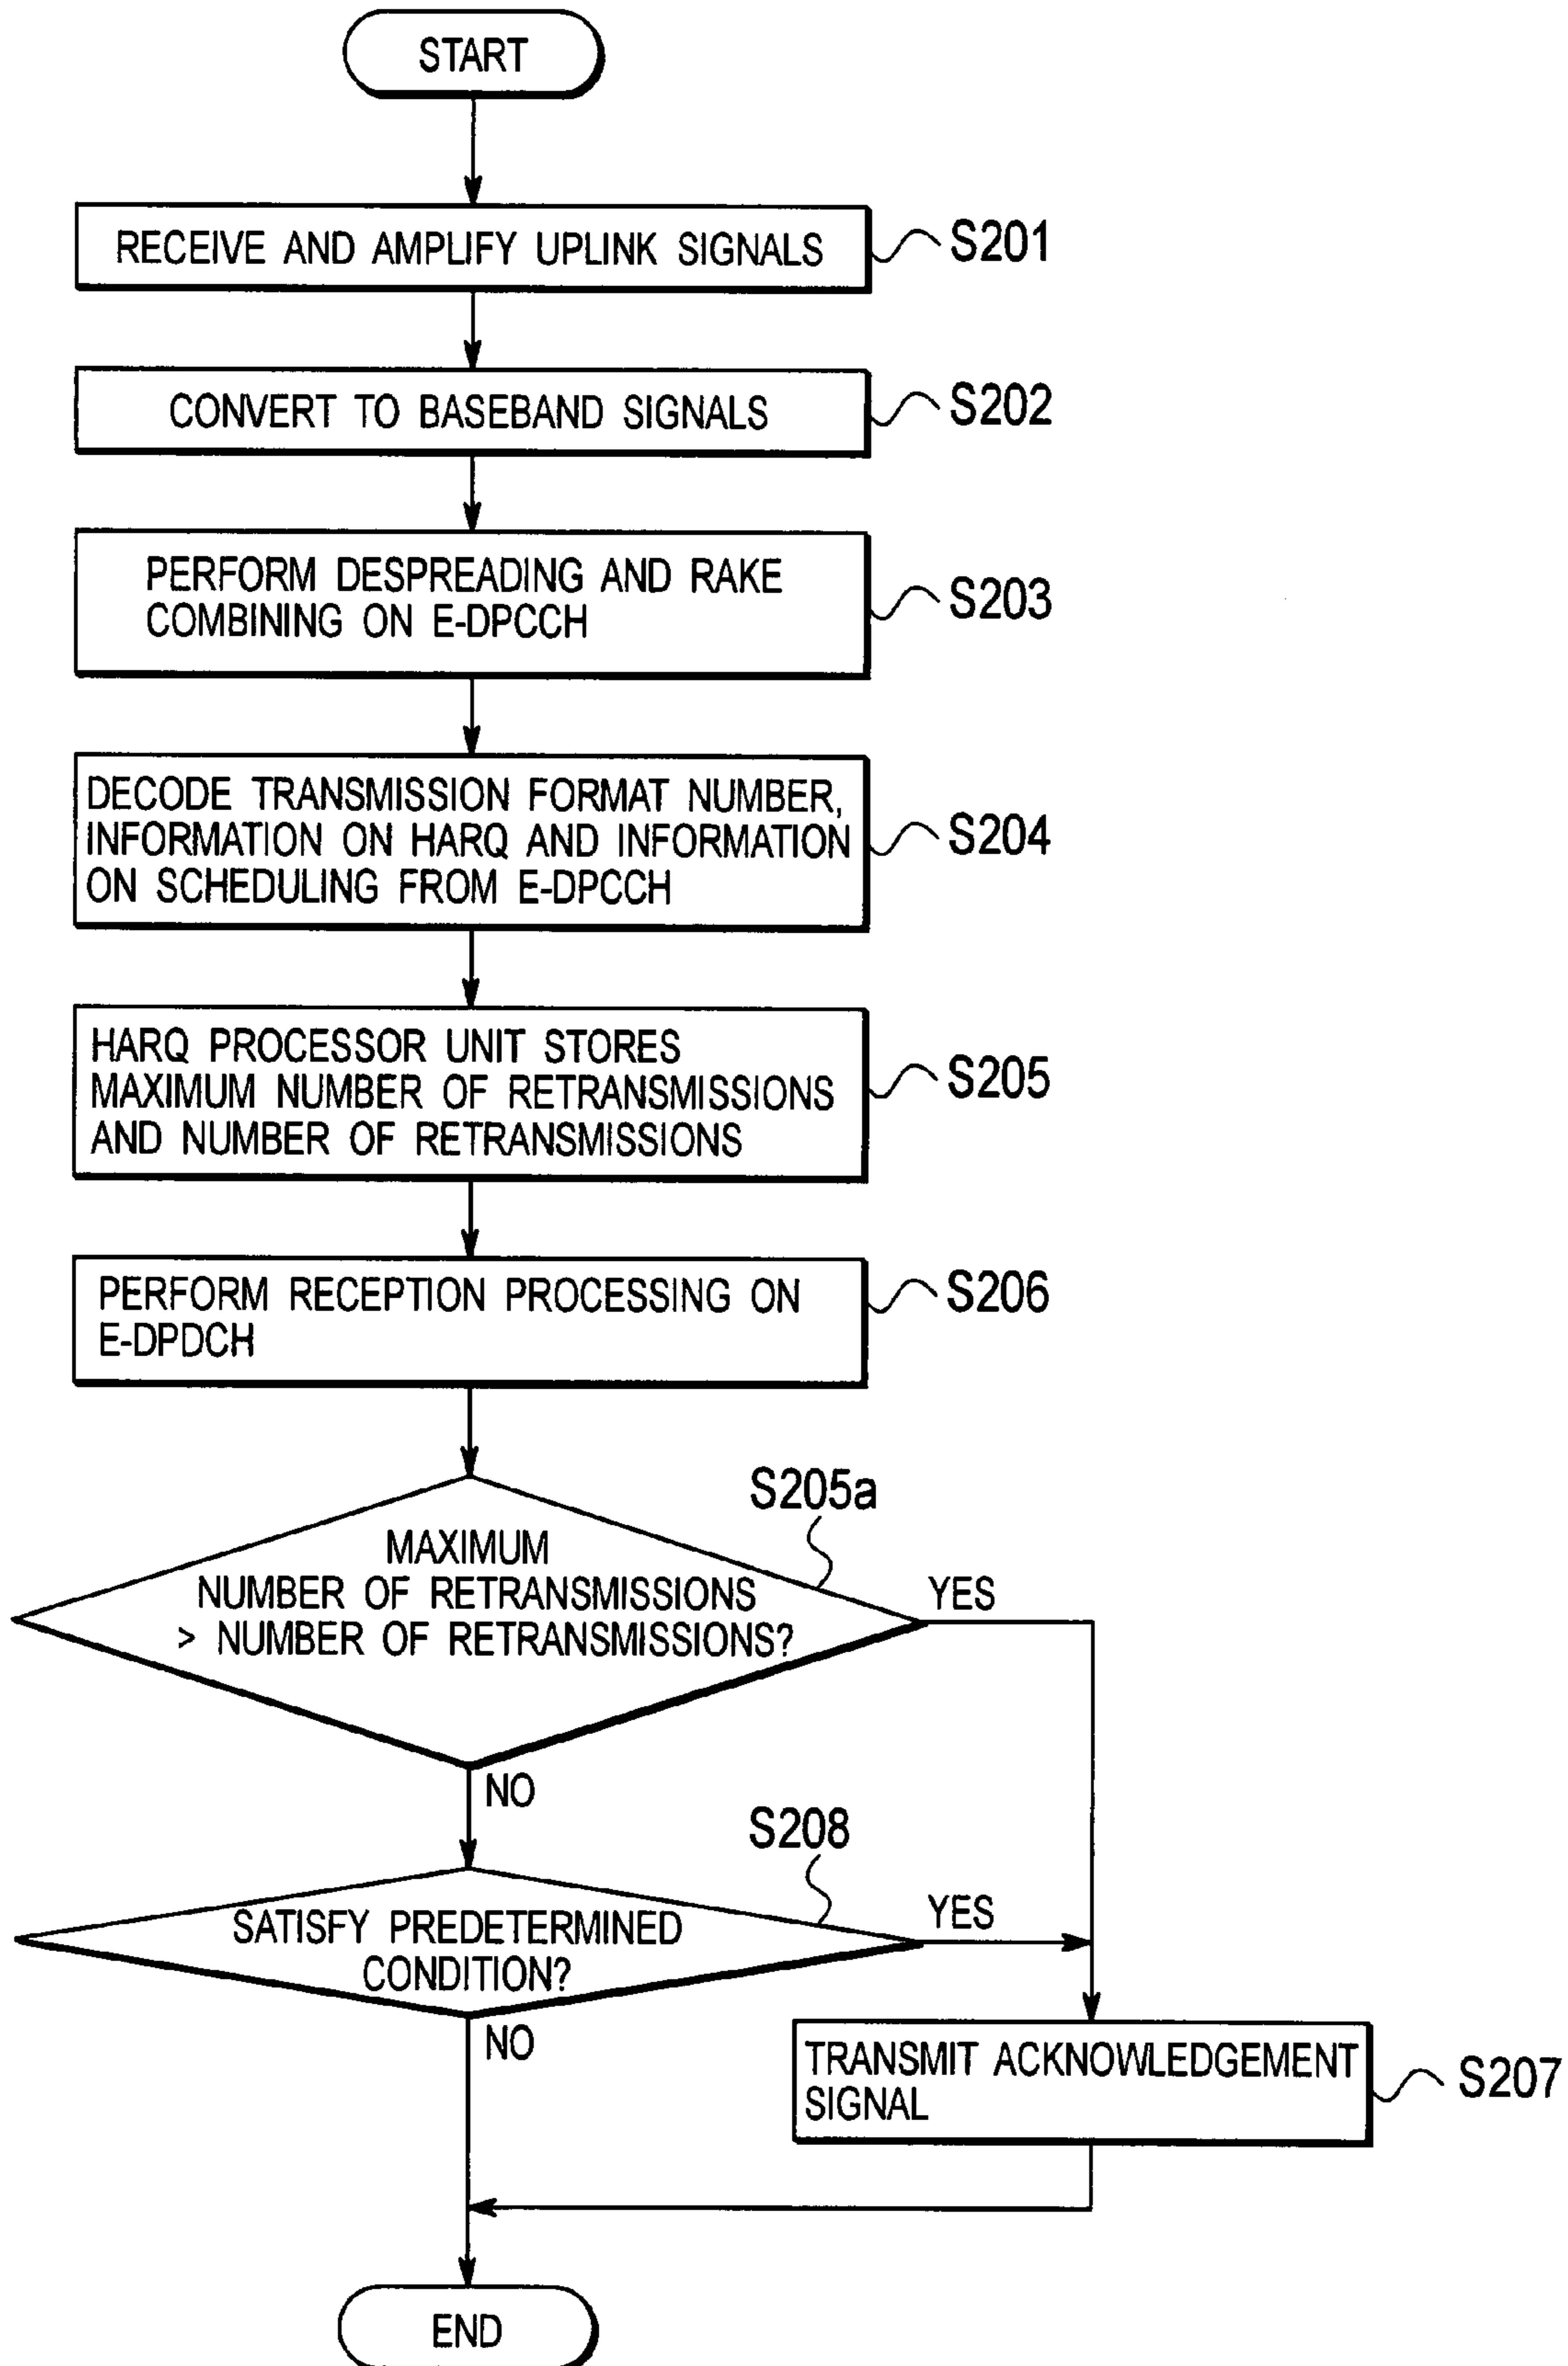 START
RECEIVE AND AMPLIFY UPLINK SIGNALS
S201
CONVERT TO BASEBAND SIGNALS
S202
PERFORM DESPREADING AND RAKE
COMBINING ON E-DPCCH
S203
DECODE TRANSMISSION FORMAT NUMBER,
INFORMATION ON HARQ AND INFORMATION
ON SCHEDULING FROM E-DPCCH
S204
HARQ PROCESSOR UNIT STORES
MAXIMUM NUMBER OF RETRANSMISSIONS
AND NUMBER OF RETRANSMISSIONS
S205
PERFORM RECEPTION PROCESSING ON
E-DPDCH
S206
S205a
MAXIMUM
NUMBER OF RETRANSMISSIONS
> NUMBER OF RETRANSMISSIONS?
YES
NO
S208
SATISFY PREDETERMINED
CONDITION?
YES
NO
TRANSMIT ACKNOWLEDGEMENT
SIGNAL
S207
END